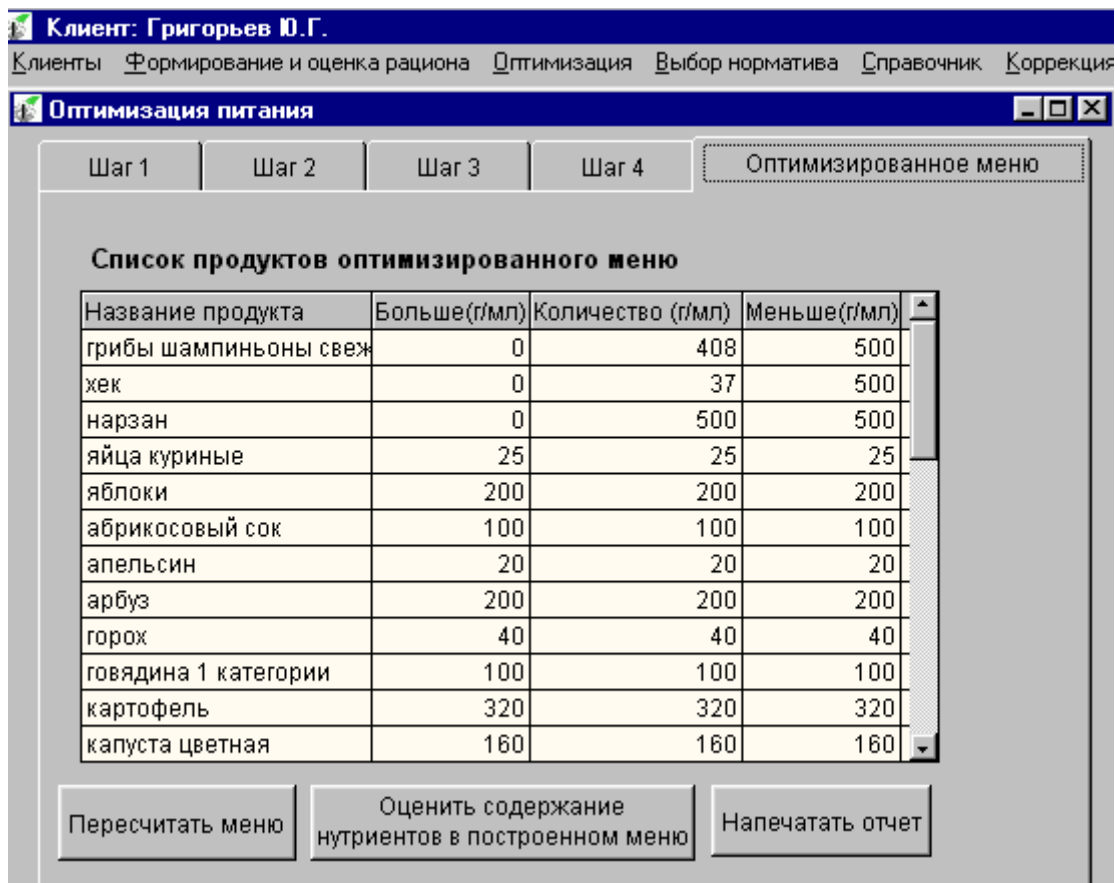 Клиент: Григорьев Ю.Г.
Клиенты Формирование и оценка рациона Оптимизация Выбор норматива Справочник Коррекция
Оптимизация питания
Шаг 1 Шаг 2 Шаг 3 Шаг 4 Оптимизированное меню
Список продуктов оптимизированного меню
Название продукта Больше(г/мл) Количество (г/мл) Меньше(г/мл)
грибы шампиньоны свеж 0 408 500
хек 0 37 500
нарзан 0 500 500
яйца куриные 25 25 25
яблоки 200 200 200
абрикосовый сок 100 100 100
апельсин 20 20 20
арбуз 200 200 200
горох 40 40 40
говядина 1 категории 100 100 100
картофель 320 320 320
капуста цветная 160 160 160
Пересчитать меню
Оценить содержание
нутриентов в построенном меню
Напечатать отчет